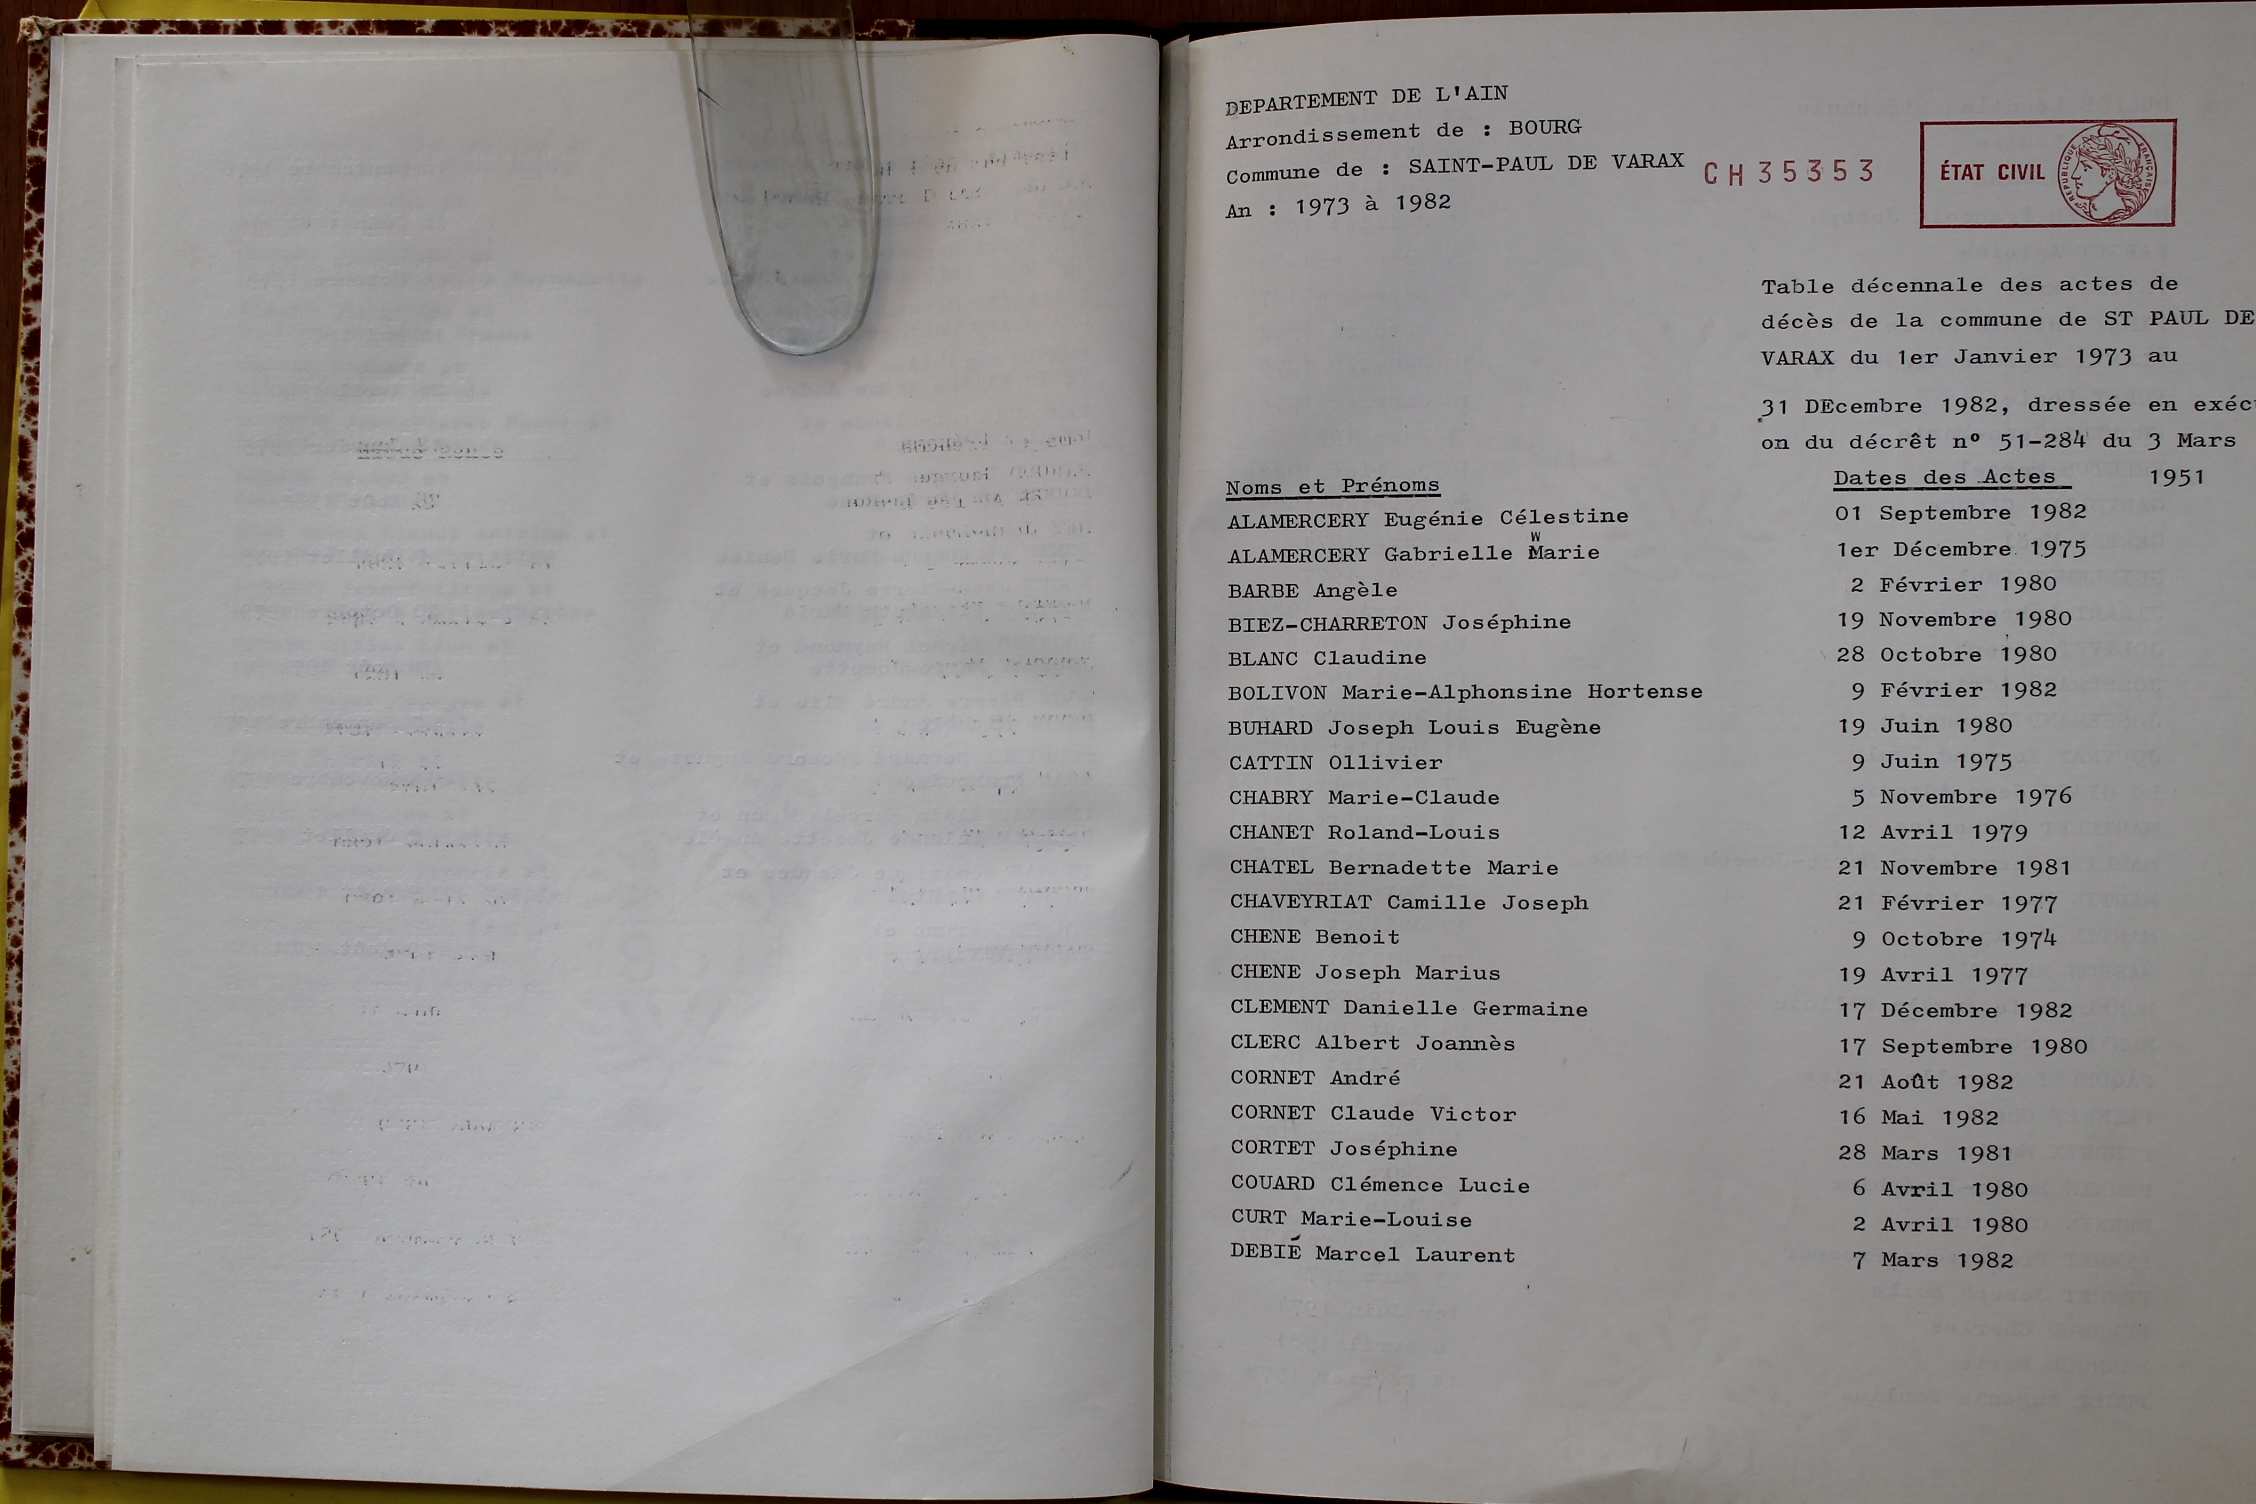 DEPARTEMENT DE L'AIN
Arrondissement de : BOURG
Commune de : SAINT-PAUL DE VARAX
CH35353
ÉTAT CIVIL
RÉPUBLIQUE FRANÇAISE
An : 1973 à 1982
Table décennale des actes de
décès de la commune de ST PAUL DE
VARAX du 1er Janvier 1973 au
31 DEcembre 1982, dressée en exéc
on du décrêt nº 51-284 du 3 Mars
1951
Noms et Prénoms Dates des Actes
ALAMERCERY Eugénie Célestine 01 Septembre 1982
ALAMERCERY Gabrielle Marie 1er Décembre 1975
BARBE Angèle 2 Février 1980
BIEZ-CHARRETON Joséphine 19 Novembre 1980
BLANC Claudine 28 Octobre 1980
BOLIVON Marie-Alphonsine Hortense 9 Février 1982
BUHARD Joseph Louis Eugène 19 Juin 1980
CATTIN Ollivier 9 Juin 1975
CHABRY Marie-Claude 5 Novembre 1976
CHANET Roland-Louis 12 Avril 1979
CHATEL Bernadette Marie 21 Novembre 1981
CHAVEYRIAT Camille Joseph 21 Février 1977
CHENE Benoit 9 Octobre 1974
CHENE Joseph Marius 19 Avril 1977
CLEMENT Danielle Germaine 17 Décembre 1982
CLERC Albert Joannès 17 Septembre 1980
CORNET André 21 Août 1982
CORNET Claude Victor 16 Mai 1982
CORTET Joséphine 28 Mars 1981
COUARD Clémence Lucie 6 Avril 1980
CURT Marie-Louise 2 Avril 1980
DEBIÉ Marcel Laurent 7 Mars 1982